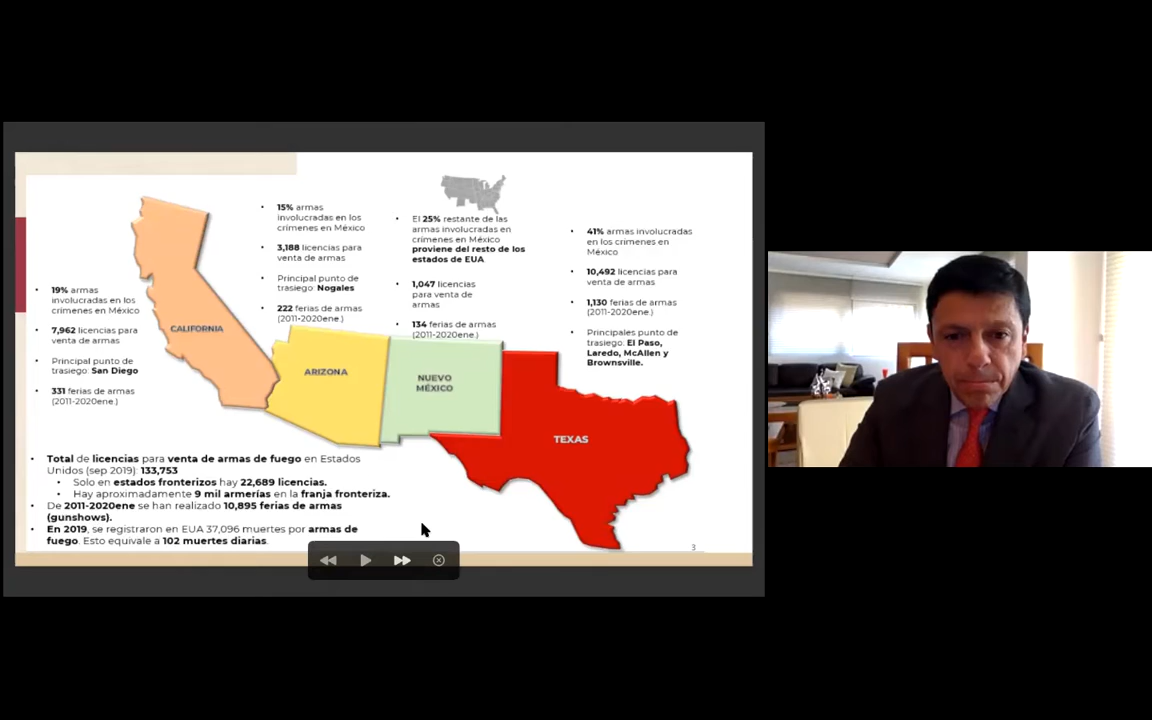 • 15% armas
involucradas en los
crímenes en México
• 3,188 licencias para
venta de armas
• Principal punto de
trasiego: Nogales
• 222 ferias de armas
(2011-2020ene.)
• El 25% restante de las
armas involucradas en
crímenes en México
proviene del resto de los
estados de EUA.
• 1,047 licencias
para venta de
armas
• 134 ferias de armas
(2011-2020ene.)
• 41% armas involucradas
en los crímenes en
México
• 10,492 licencias para
venta de armas
• 1,130 ferias de armas
(2011-2020ene.)
• Principales punto de
trasiego: El Paso,
Laredo, McAllen y
Brownsville.
• 19% armas
involucradas en los
crímenes en México
• 7,962 licencias para
venta de armas
• Principal punto de
trasiego: San Diego
• 331 ferias de armas
(2011-2020ene.)
CALIFORNIA
ARIZONA
NUEVO
MÉXICO
TEXAS
• Total de licencias para venta de armas de fuego en Estados
Unidos (sep 2019): 133,753
• Solo en estados fronterizos hay 22,689 licencias.
• Hay aproximadamente 9 mil armerías en la franja fronteriza.
• De 2011-2020ene se han realizado 10,895 ferias de armas
(gunshows).
• En 2019, se registraron en EUA 37,096 muertes por armas de
fuego. Esto equivale a 102 muertes diarias.
3